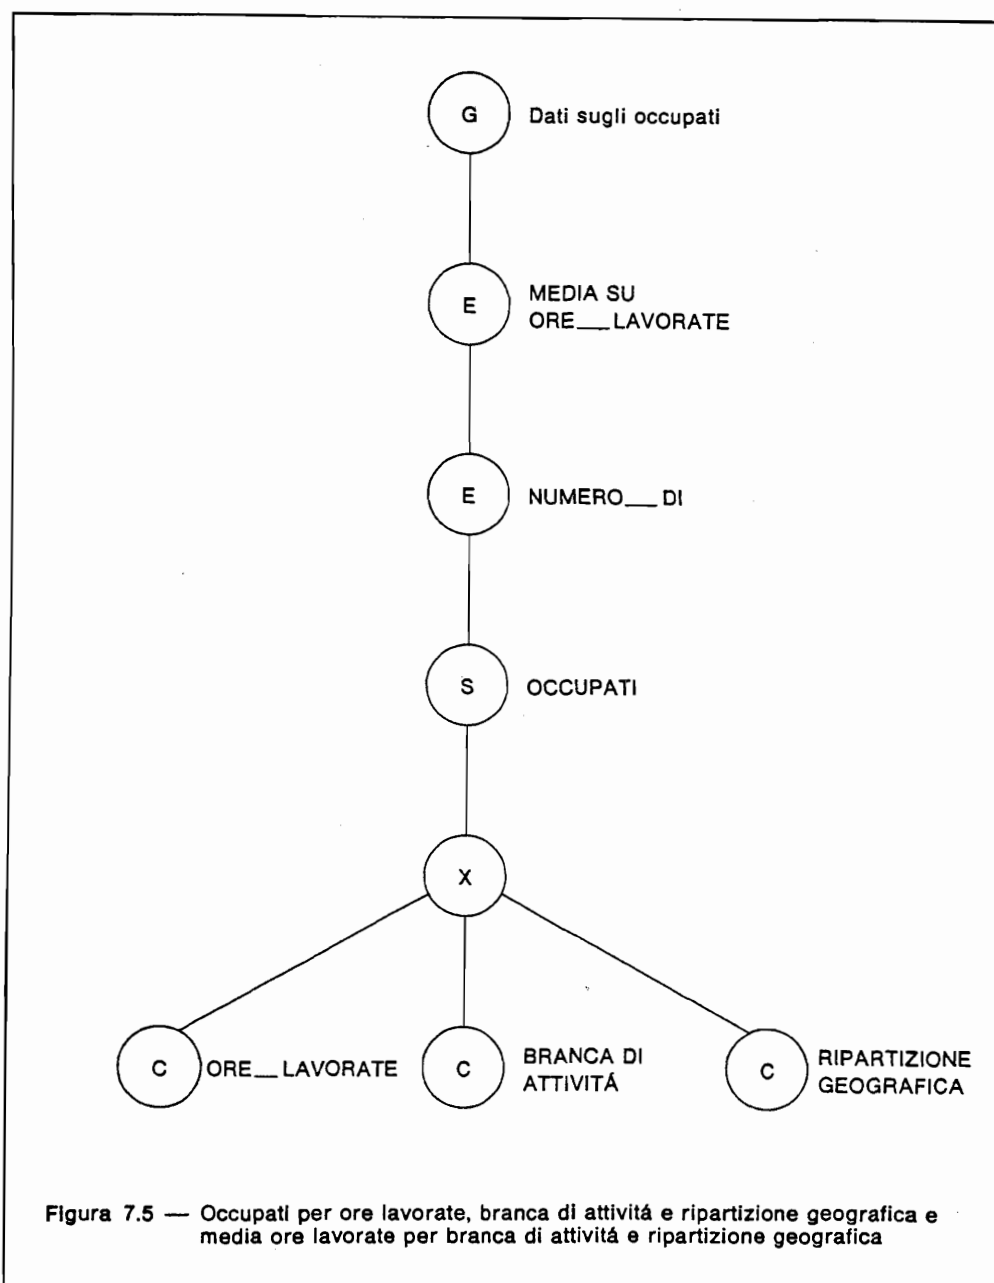 G Dati sugli occupati
E MEDIA SU
ORE__LAVORATE
E NUMERO__DI
S OCCUPATI
X
C ORE__LAVORATE C BRANCA DI
ATTIVITÁ C RIPARTIZIONE
GEOGRAFICA
Figura 7.5 — Occupati per ore lavorate, branca di attivitá e ripartizione geografica e
media ore lavorate per branca di attivitá e ripartizione geografica